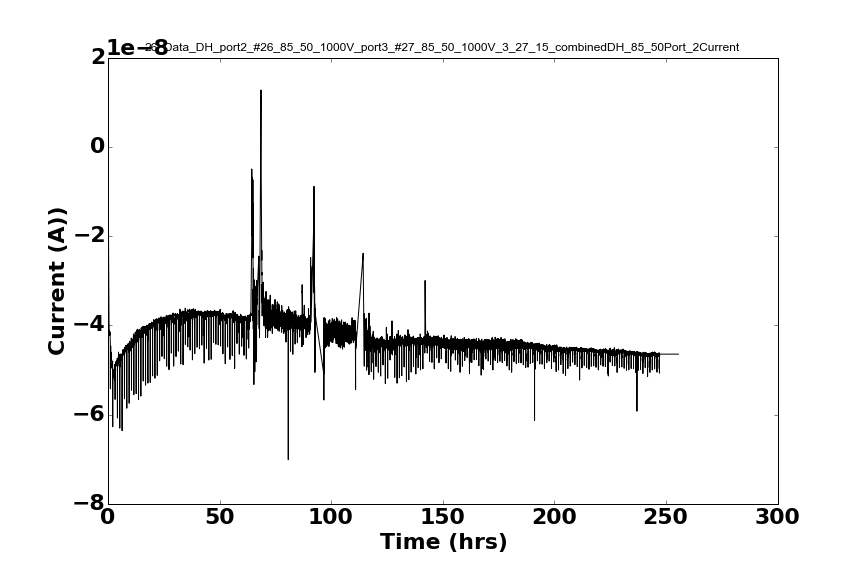 1e−8
26_Data_DH_port2_#26_85_50_1000V_port3_#27_85_50_1000V_3_27_15_combinedDH_85_50Port_2Current
2
0
−2
−4
−6
−8
Current (A))
0 50 100 150 200 250 300
Time (hrs)